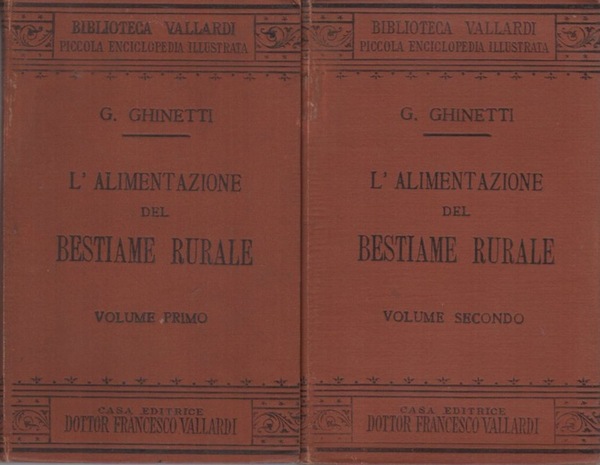 BIBLIOTECA VALLARDI
PICCOLA ENCICLOPEDIA ILLUSTRATA
G. GHINETTI
L'ALIMENTAZIONE
DEL
BESTIAME RURALE
VOLUME PRIMO
CASA EDITRICE
DOTTOR FRANCESCO VALLARDI
BIBLIOTECA VALLARDI
PICCOLA ENCICLOPEDIA ILLUSTRATA
G. GHINETTI
L'ALIMENTAZIONE
DEL
BESTIAME RURALE
VOLUME SECONDO
CASA EDITRICE
DOTTOR FRANCESCO VALLARDI